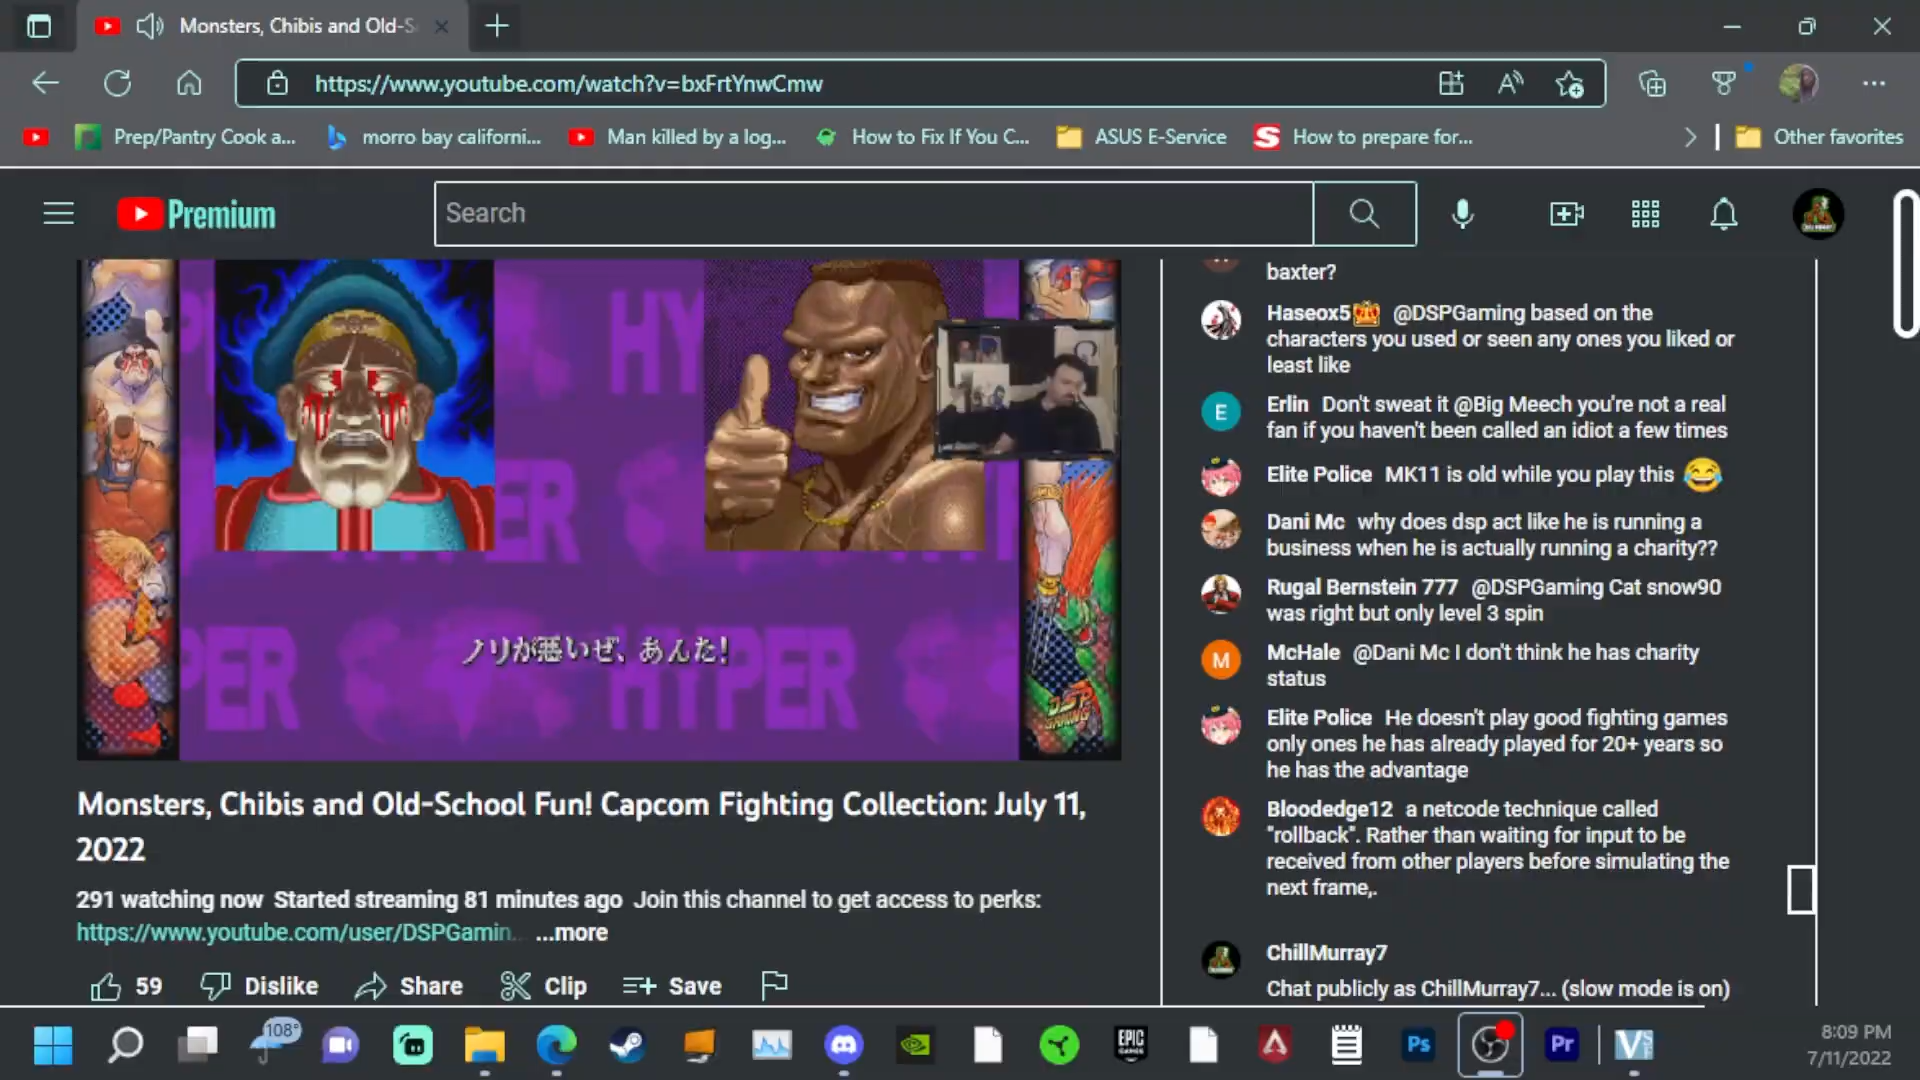 Monsters, Chibis and Old-S
https://www.youtube.com/watch?v=bxFrtYnwCmw
Prep/Pantry Cook a...
morro bay californi...
Man killed by a log...
How to Fix If You C...
ASUS E-Service
How to prepare for...
Other favorites
Premium
Search
HY
HYPER
ER
PER
HYPER
ノリが悪いぜ、あんた!
DSP
GAMING
Monsters, Chibis and Old-School Fun! Capcom Fighting Collection: July 11,
2022
291 watching now Started streaming 81 minutes ago Join this channel to get access to perks:
https://www.youtube.com/user/DSPGamin... ...more
59
Dislike
Share
Clip
Save
baxter?
Haseox5 @DSPGaming based on the
characters you used or seen any ones you liked or
least like
E
Erlin Don't sweat it @Big Meech you're not a real
fan if you haven't been called an idiot a few times
Elite Police MK11 is old while you play this
Dani Mc why does dsp act like he is running a
business when he is actually running a charity??
Rugal Bernstein 777 @DSPGaming Cat snow90
was right but only level 3 spin
M
McHale @Dani Mc I don't think he has charity
status
Elite Police He doesn't play good fighting games
only ones he has already played for 20+ years so
he has the advantage
Bloodedge12 a netcode technique called
"rollback". Rather than waiting for input to be
received from other players before simulating the
next frame,.
ChillMurray7
Chat publicly as ChillMurray7... (slow mode is on)
108°
EPIC
GAMES
Ps
Pr
8:09 PM
7/11/2022